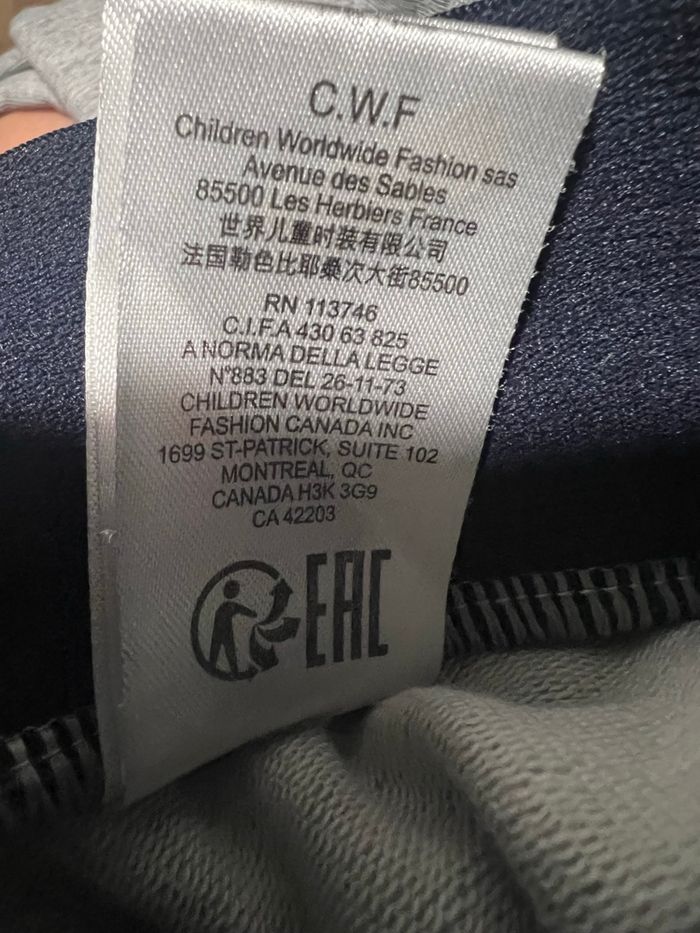 C.W.F
Children Worldwide Fashion sas
Avenue des Sables
85500 Les Herbiers France
世界儿童时装有限公司
法国勒色比耶桑次大街85500
RN 113746
C.I.F.A 430 63 825
A NORMA DELLA LEGGE
N°883 DEL 26-11-73
CHILDREN WORLDWIDE
FASHION CANADA INC
1699 ST-PATRICK, SUITE 102
MONTREAL, QC
CANADA H3K 3G9
CA 42203
EAC